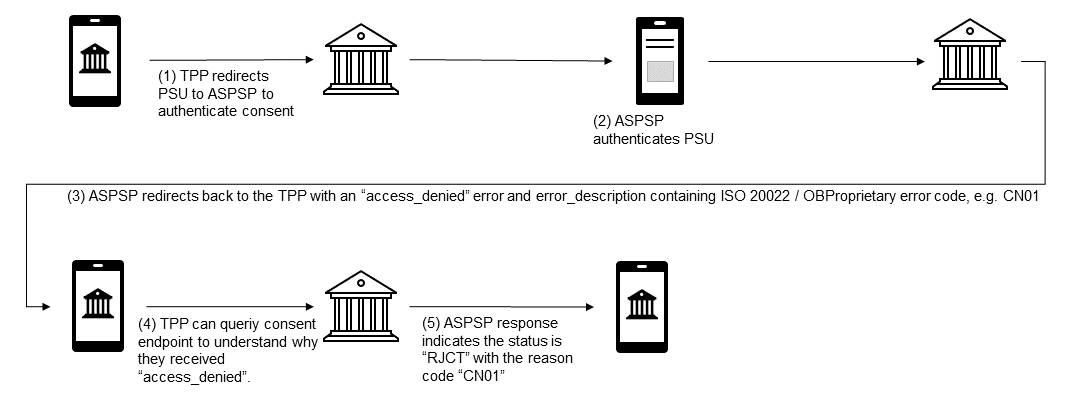 (1) TPP redirects
PSU to ASPSP to
authenticate consent
(2) ASPSP
authenticates PSU
(3) ASPSP redirects back to the TPP with an “access_denied” error and error_description containing ISO 20022 / OBProprietary error code, e.g. CN01
(4) TPP can queriy consent
endpoint to understand why
they received
“access_denied”.
(5) ASPSP response
indicates the status is
“RJCT” with the reason
code “CN01”